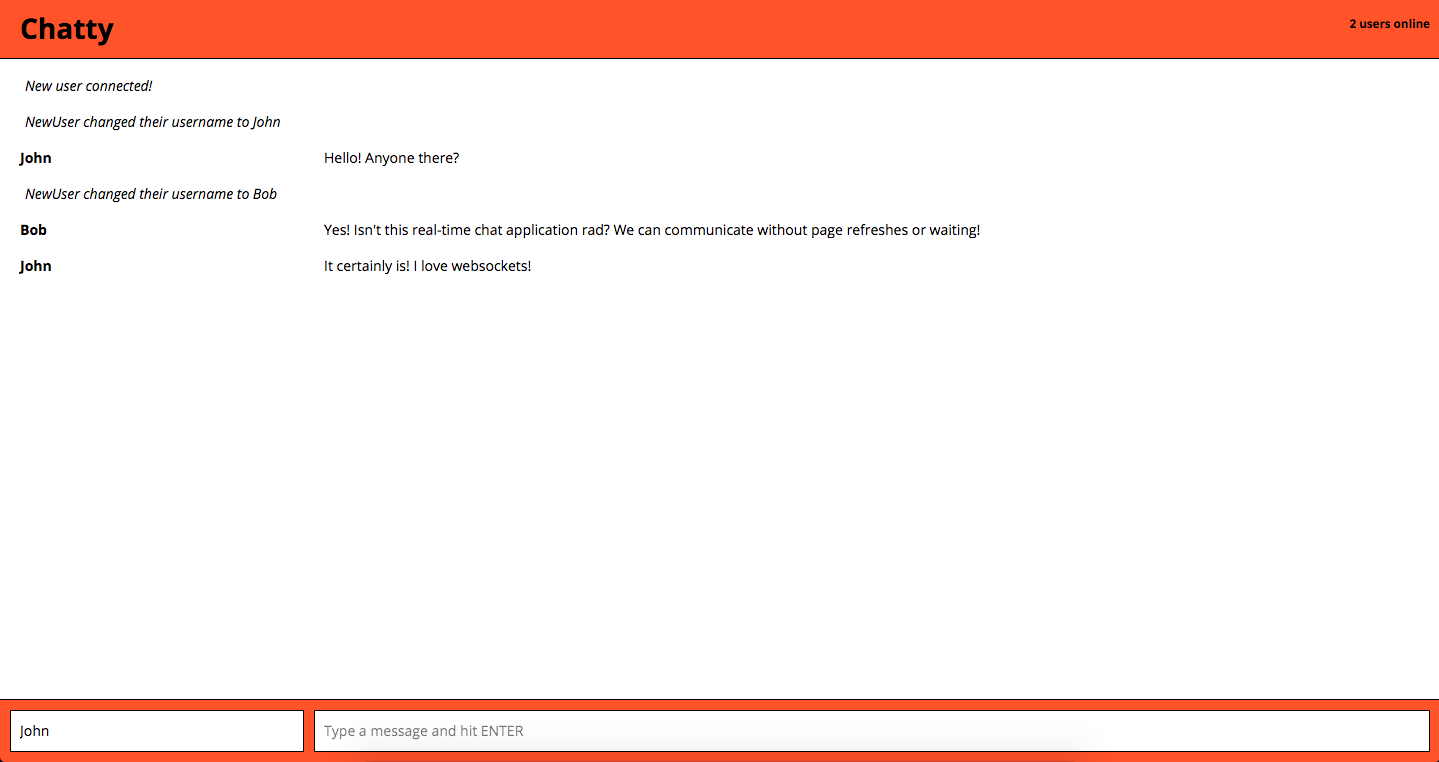 Chatty
2 users online
New user connected!
NewUser changed their username to John
John Hello! Anyone there?
NewUser changed their username to Bob
Bob Yes! Isn't this real-time chat application rad? We can communicate without page refreshes or waiting!
John It certainly is! I love websockets!
John Type a message and hit ENTER